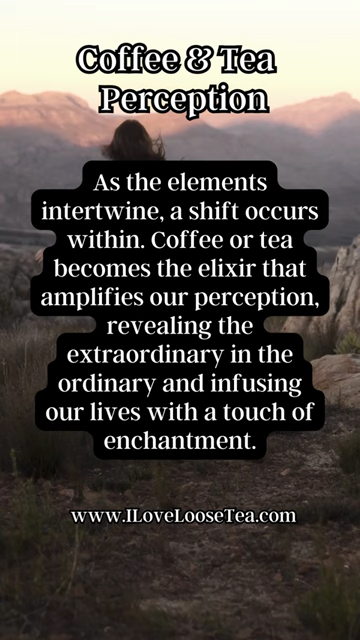 Coffee & Tea
Perception
As the elements
intertwine, a shift occurs
within. Coffee or tea
becomes the elixir that
amplifies our perception,
revealing the
extraordinary in the
ordinary and infusing
our lives with a touch of
enchantment.
www.ILoveLooseTea.com